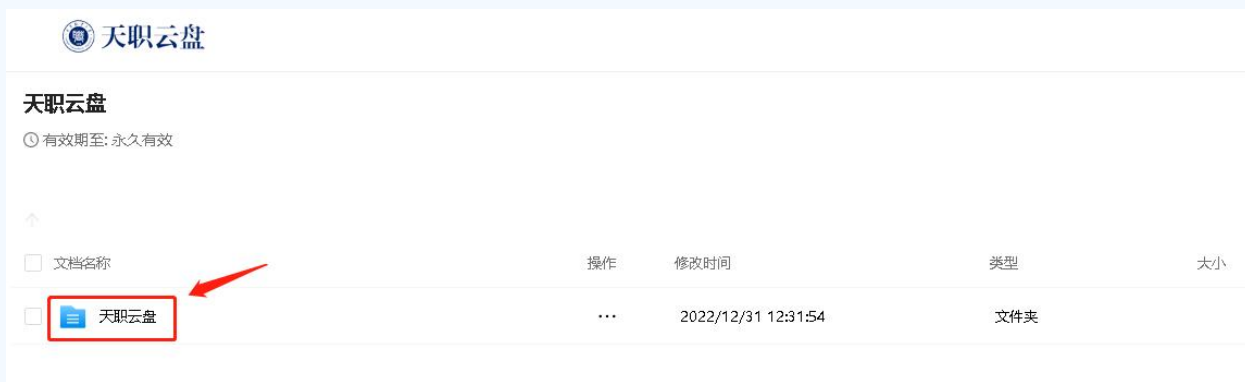 天职云盘
天职云盘
有效期至: 永久有效
文档名称 操作 修改时间 类型 大小
天职云盘 ··· 2022/12/31 12:31:54 文件夹